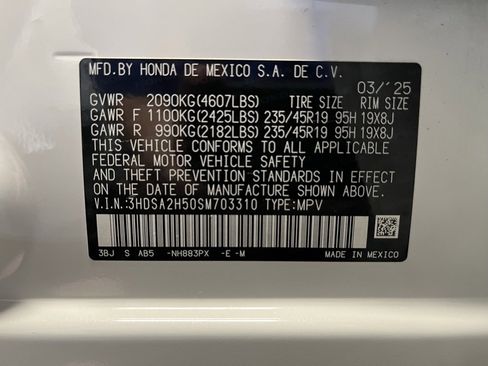 MFD.BY HONDA DE MEXICO S.A. DE C.V.
03/'25
GVWR 2090KG(4607LBS) TIRE SIZE RIM SIZE
GAWR F 1100KG(2425LBS) 235/45R19 95H 19X8J
GAWR R 990KG(2182LBS) 235/45R19 95H 19X8J
THIS VEHICLE CONFORMS TO ALL APPLICABLE
FEDERAL MOTOR VEHICLE SAFETY
AND THEFT PREVENTION STANDARDS IN EFFECT
ON THE DATE OF MANUFACTURE SHOWN ABOVE.
V.I.N.:3HDSA2H50SM703310 TYPE:MPV
3BJ S AB5 -NH883PX -E -M MADE IN MEXICO